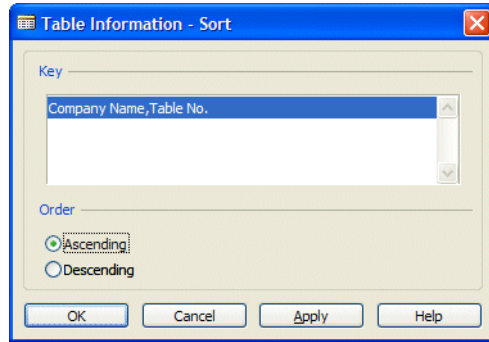 Table Information - Sort
Key
Company Name,Table No.
Order
Ascending
Descending
OK Cancel Apply Help